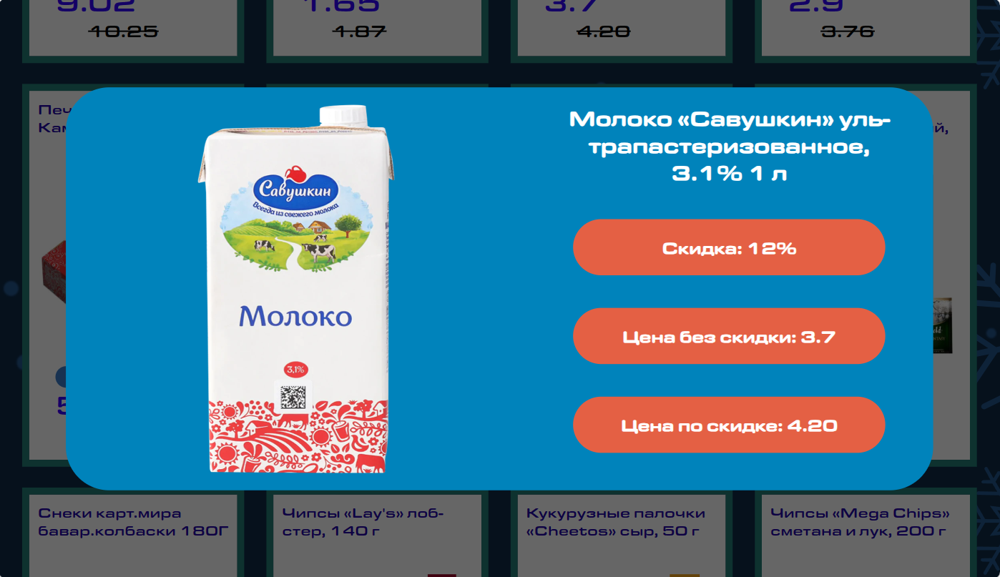 9.02
1.65
3.7
2.9
10.25
1.87
4.20
3.76
Савушкин
Всегда из свежего молока
Молоко
3,1%
Молоко «Савушкин» уль-
трапастеризованное,
3.1% 1 л
Скидка: 12%
Цена без скидки: 3.7
Цена по скидке: 4.20
Снеки карт.мира
бавар.колбаски 180Г
Чипсы «Lay's» лоб-
стер, 140 г
Кукурузные палочки
«Cheetos» сыр, 50 г
Чипсы «Mega Chips»
сметана и лук, 200 г